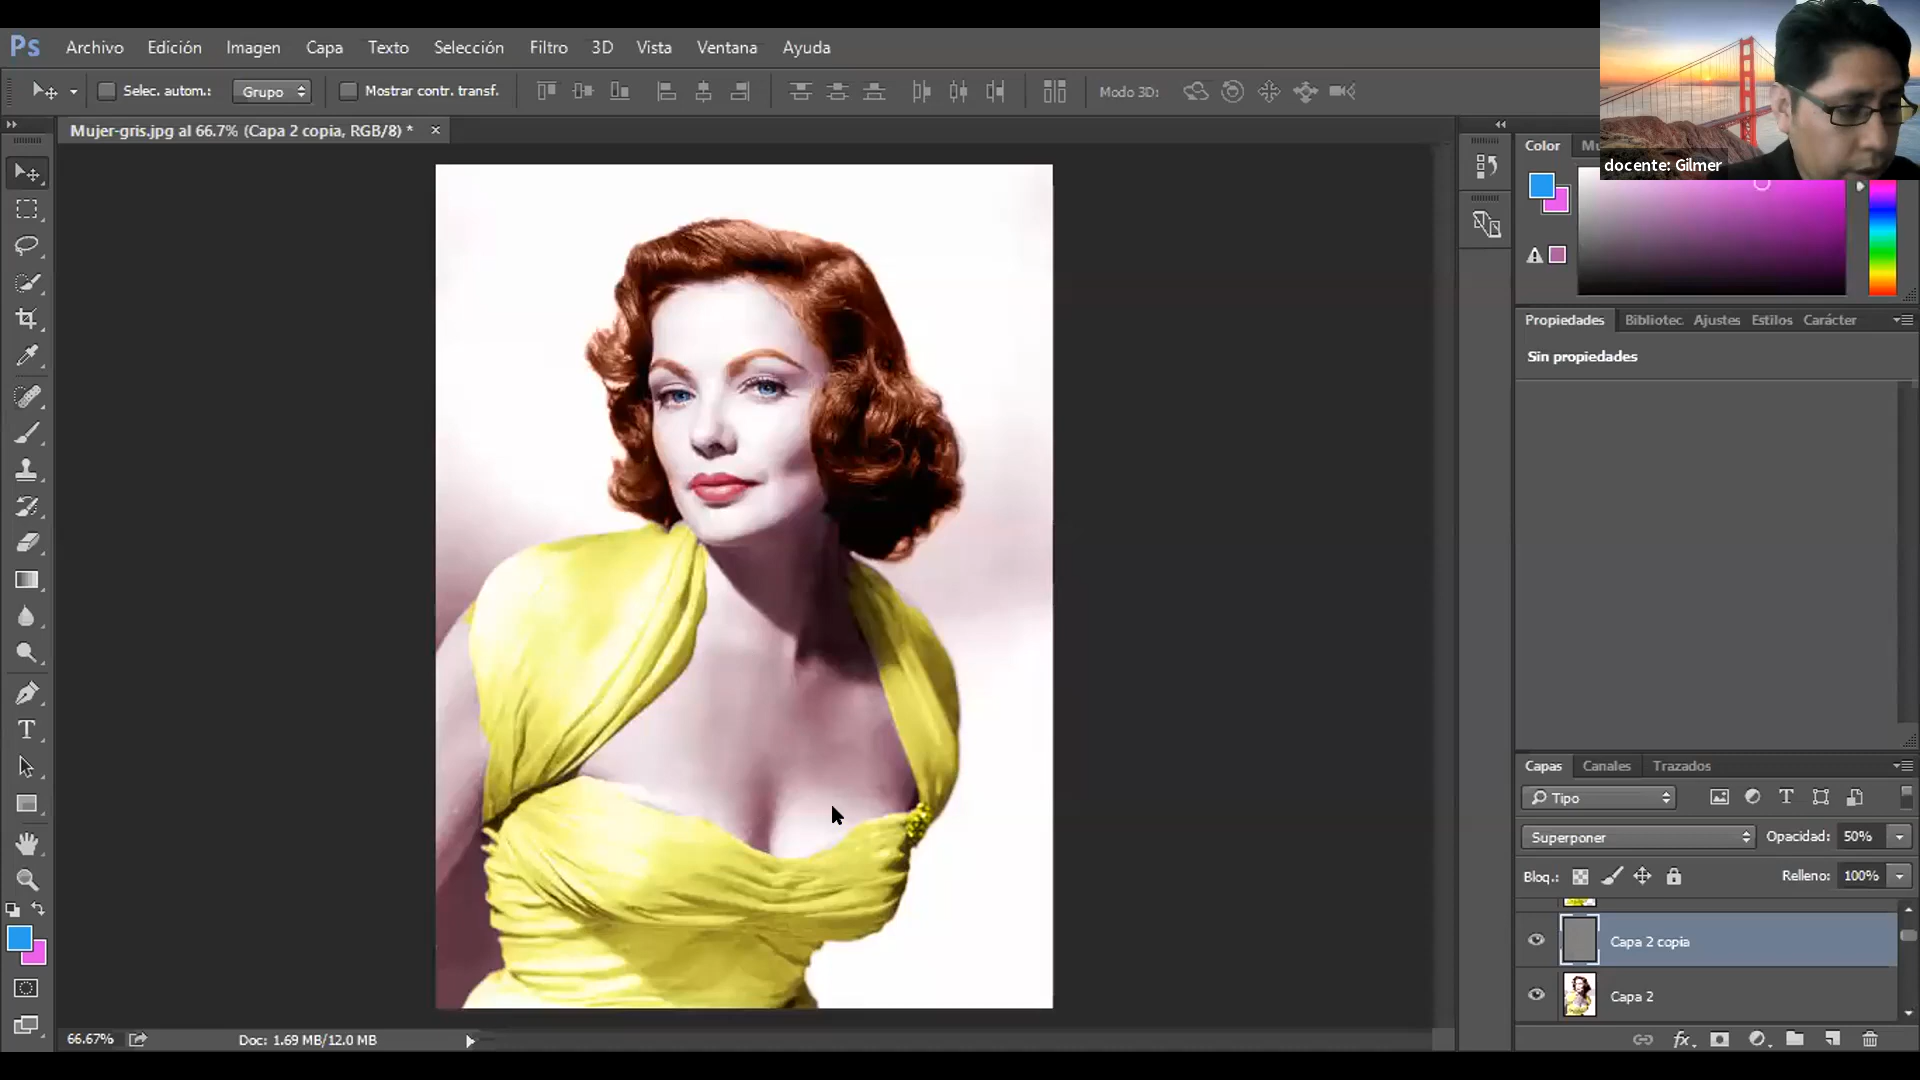 Ps Archivo Edición Imagen Capa Texto Selección Filtro 3D Vista Ventana Ayuda
Selec. autom.: Grupo Mostrar contr. transf. Modo 3D:
Mujer-gris.jpg al 66.7% (Capa 2 copia, RGB/8) * ×
Color
docente: Gilmer
Propiedades Bibliotec Ajustes Estilos Carácter
Sin propiedades
Capas Canales Trazados
Tipo
Superponer Opacidad: 50%
Bloq.: Relleno: 100%
Capa 2 copia
Capa 2
66.67% Doc: 1.69 MB/12.0 MB
fx